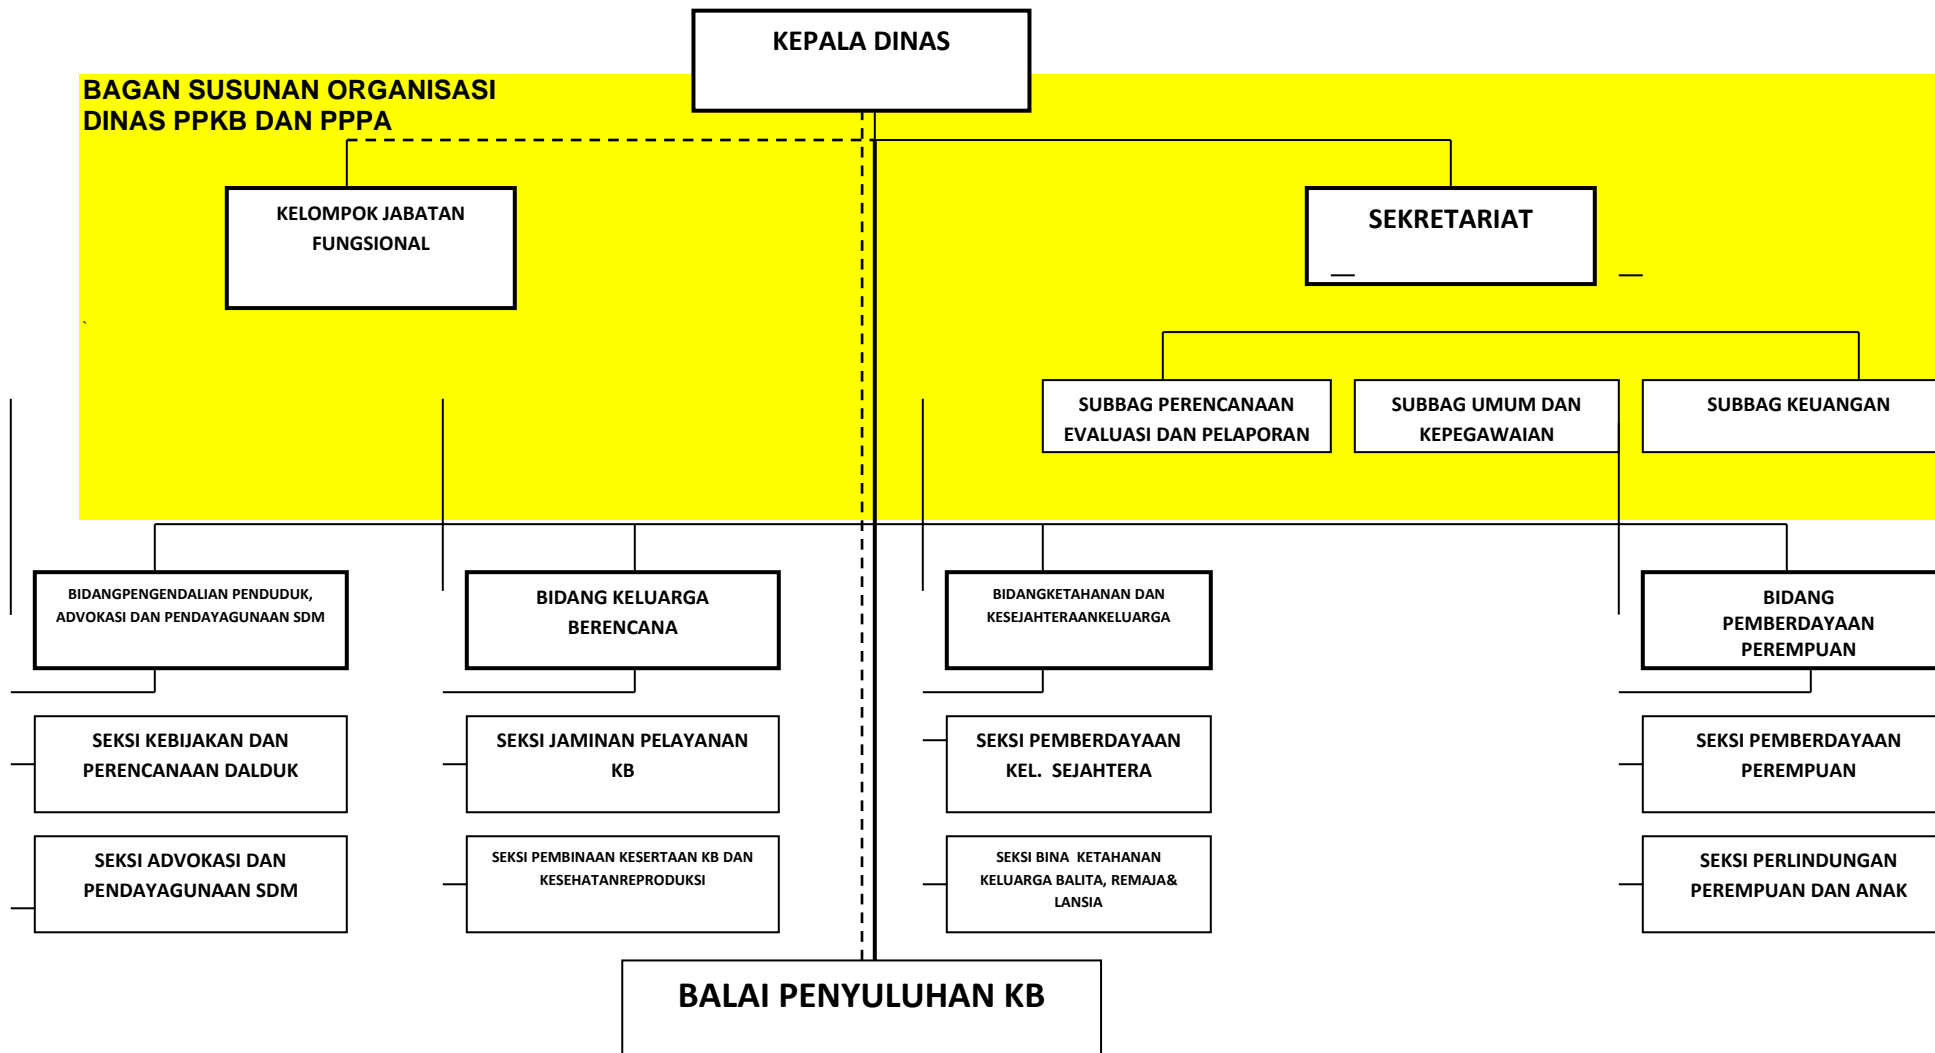 KEPALA DINAS
BAGAN SUSUNAN ORGANISASI
DINAS PPKB DAN PPPA
KELOMPOK JABATAN
FUNGSIONAL
SEKRETARIAT
`
SUBBAG PERENCANAAN
EVALUASI DAN PELAPORAN
SUBBAG UMUM DAN
KEPEGAWAIAN
SUBBAG KEUANGAN
BIDANGPENGENDALIAN PENDUDUK,
ADVOKASI DAN PENDAYAGUNAAN SDM
BIDANG KELUARGA
BERENCANA
BIDANGKETAHANAN DAN
KESEJAHTERAANKELUARGA
BIDANG
PEMBERDAYAAN
PEREMPUAN
SEKSI KEBIJAKAN DAN
PERENCANAAN DALDUK
SEKSI JAMINAN PELAYANAN
KB
SEKSI PEMBERDAYAAN
KEL. SEJAHTERA
SEKSI PEMBERDAYAAN
PEREMPUAN
SEKSI ADVOKASI DAN
PENDAYAGUNAAN SDM
SEKSI PEMBINAAN KESERTAAN KB DAN
KESEHATANREPRODUKSI
SEKSI BINA KETAHANAN
KELUARGA BALITA, REMAJA&
LANSIA
SEKSI PERLINDUNGAN
PEREMPUAN DAN ANAK
BALAI PENYULUHAN KB